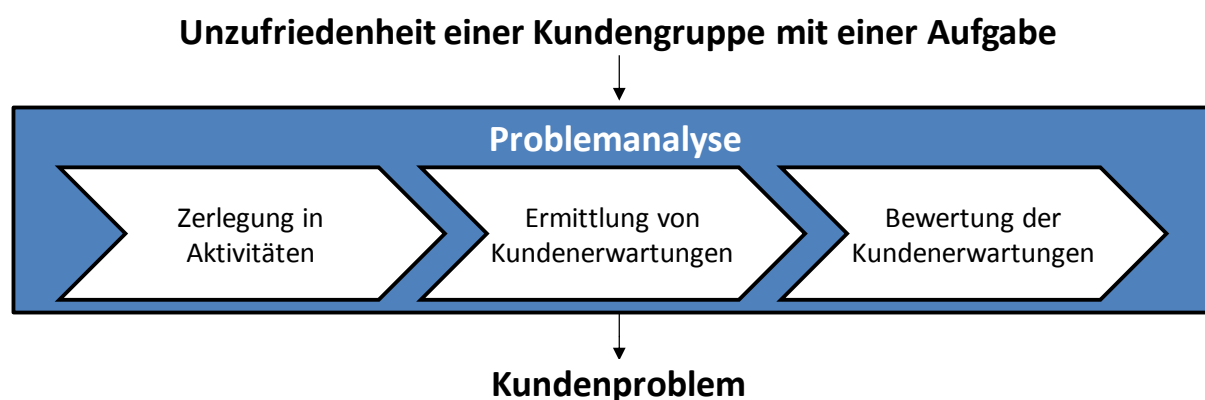 Unzufriedenheit einer Kundengruppe mit einer Aufgabe
Problemanalyse
Zerlegung in
Aktivitäten
Ermittlung von
Kundenerwartungen
Bewertung der
Kundenerwartungen
Kundenproblem